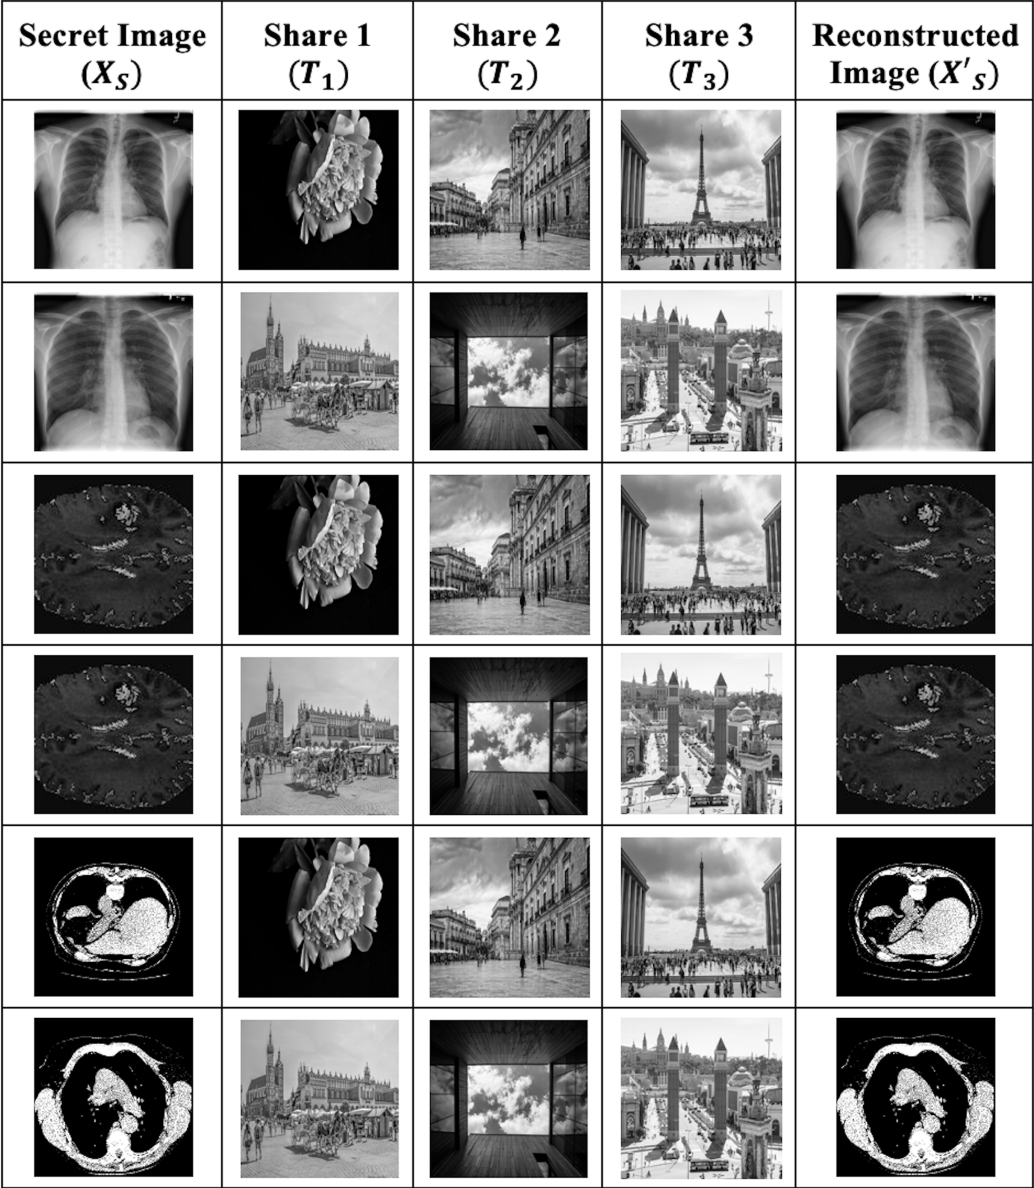 Secret Image
(X_S)
Share 1
(T_1)
Share 2
(T_2)
Share 3
(T_3)
Reconstructed
Image (X'_S)